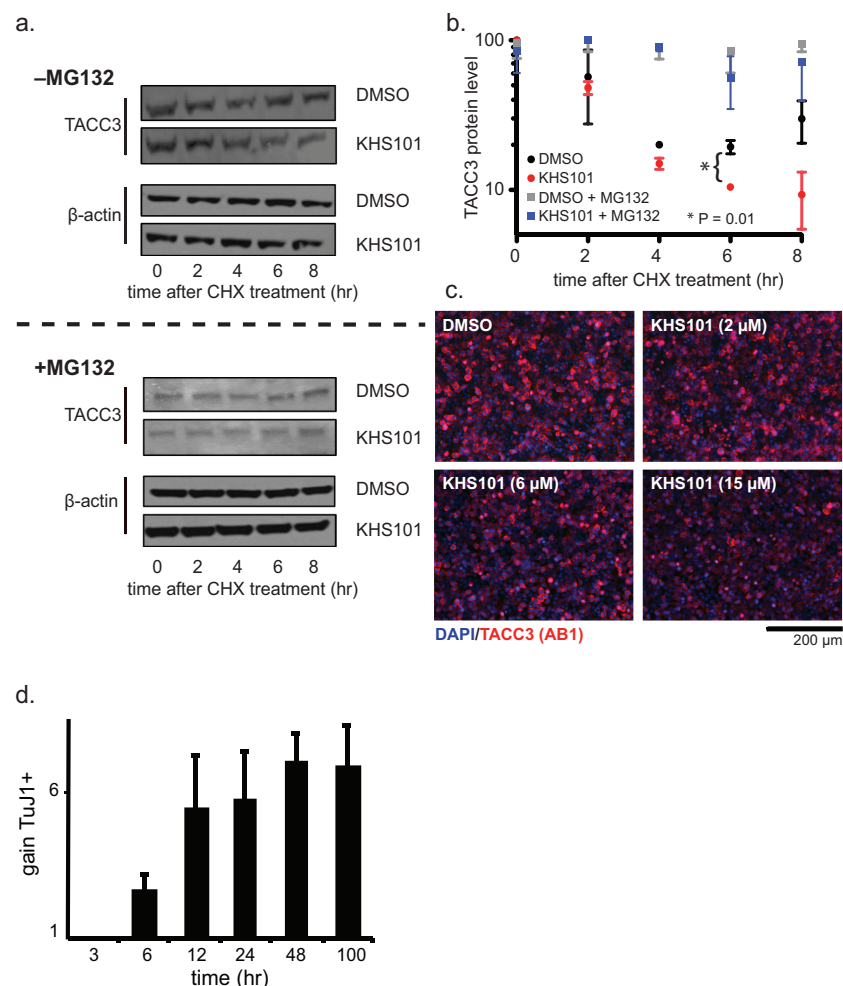 a.
–MG132
TACC3
DMSO
KHS101
β-actin
DMSO
KHS101
0 2 4 6 8
time after CHX treatment (hr)
+MG132
TACC3
DMSO
KHS101
β-actin
DMSO
KHS101
0 2 4 6 8
time after CHX treatment (hr)
b.
TACC3 protein level
100
10
DMSO
KHS101
DMSO + MG132
KHS101 + MG132
*
* P = 0.01
0 2 4 6 8
time after CHX treatment (hr)
c.
DMSO
KHS101 (2 µM)
KHS101 (6 µM)
KHS101 (15 µM)
DAPI/TACC3 (AB1)
200 µm
d.
gain TuJ1+
6
1
3 6 12 24 48 100
time (hr)